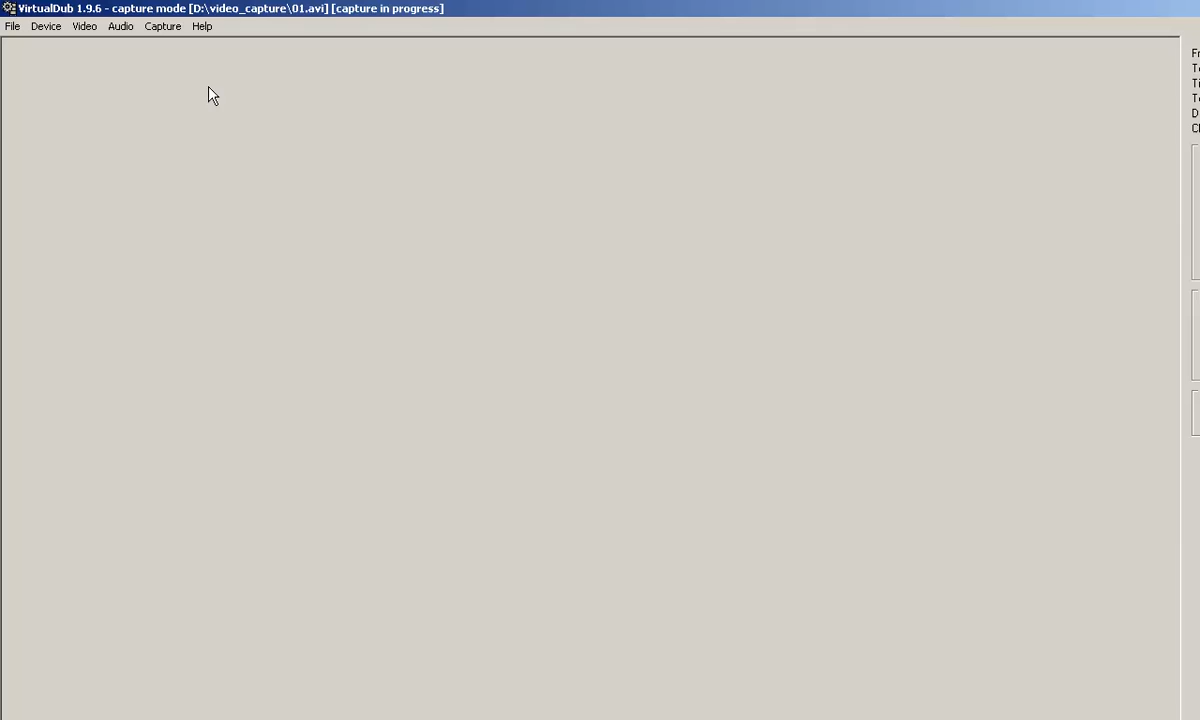 VirtualDub 1.9.6 - capture mode [D:\video_capture\01.avi] [capture in progress]
File Device Video Audio Capture Help